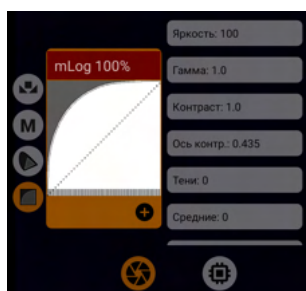 mLog 100%
M
Яркость: 100
Гамма: 1.0
Контраст: 1.0
Ось контр.: 0.435
Тени: 0
Средние: 0